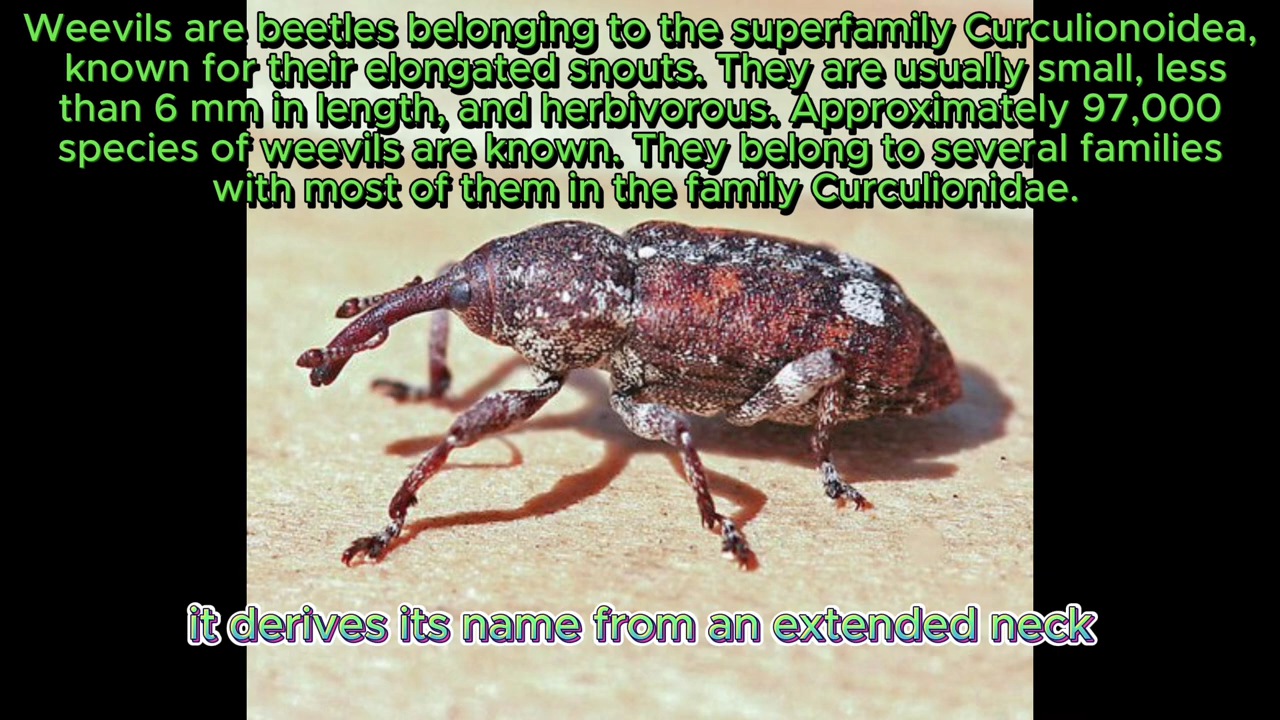 Weevils are beetles belonging to the superfamily Curculionoidea,
known for their elongated snouts. They are usually small, less
than 6 mm in length, and herbivorous. Approximately 97,000
species of weevils are known. They belong to several families
with most of them in the family Curculionidae.
it derives its name from an extended neck